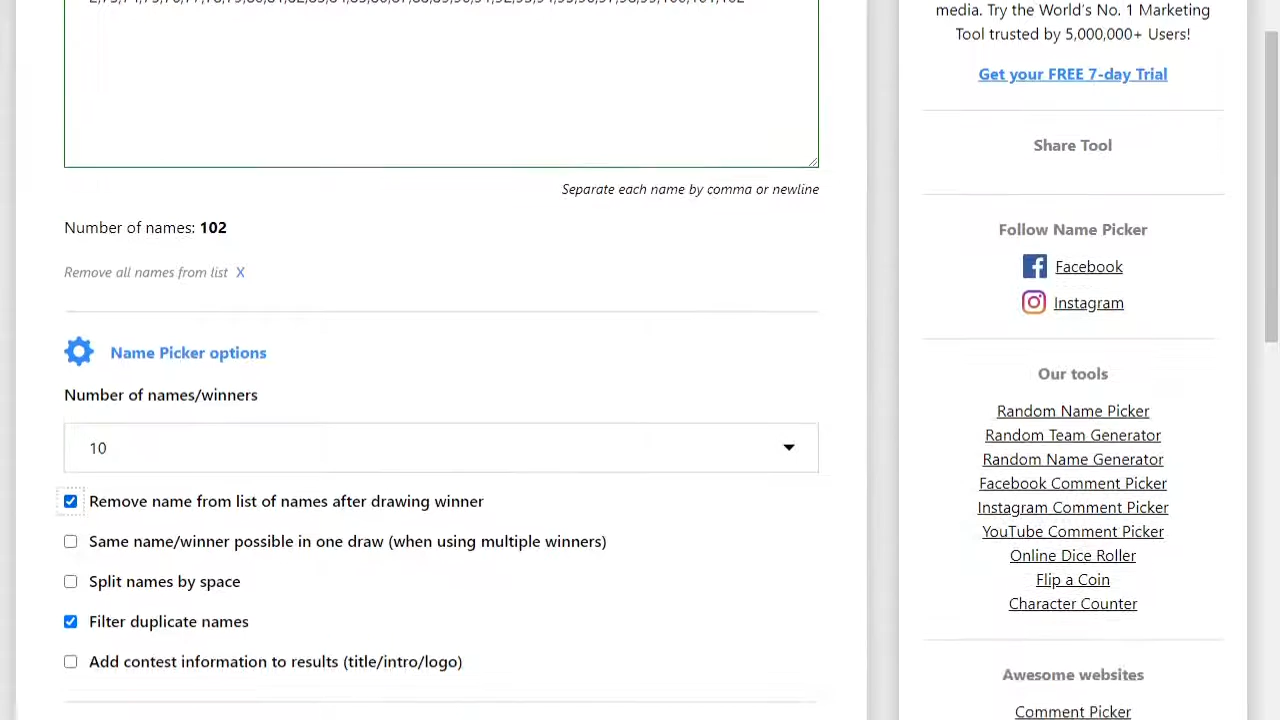 media. Try the World's No. 1 Marketing
Tool trusted by 5,000,000+ Users!
Get your FREE 7-day Trial
Share Tool
Separate each name by comma or newline
Number of names: 102
Follow Name Picker
Remove all names from list X
Facebook
Instagram
Name Picker options
Our tools
Number of names/winners
Random Name Picker
Random Team Generator
10
Random Name Generator
Facebook Comment Picker
Remove name from list of names after drawing winner
Instagram Comment Picker
YouTube Comment Picker
Same name/winner possible in one draw (when using multiple winners)
Online Dice Roller
Split names by space
Flip a Coin
Character Counter
Filter duplicate names
Add contest information to results (title/intro/logo)
Awesome websites
Comment Picker